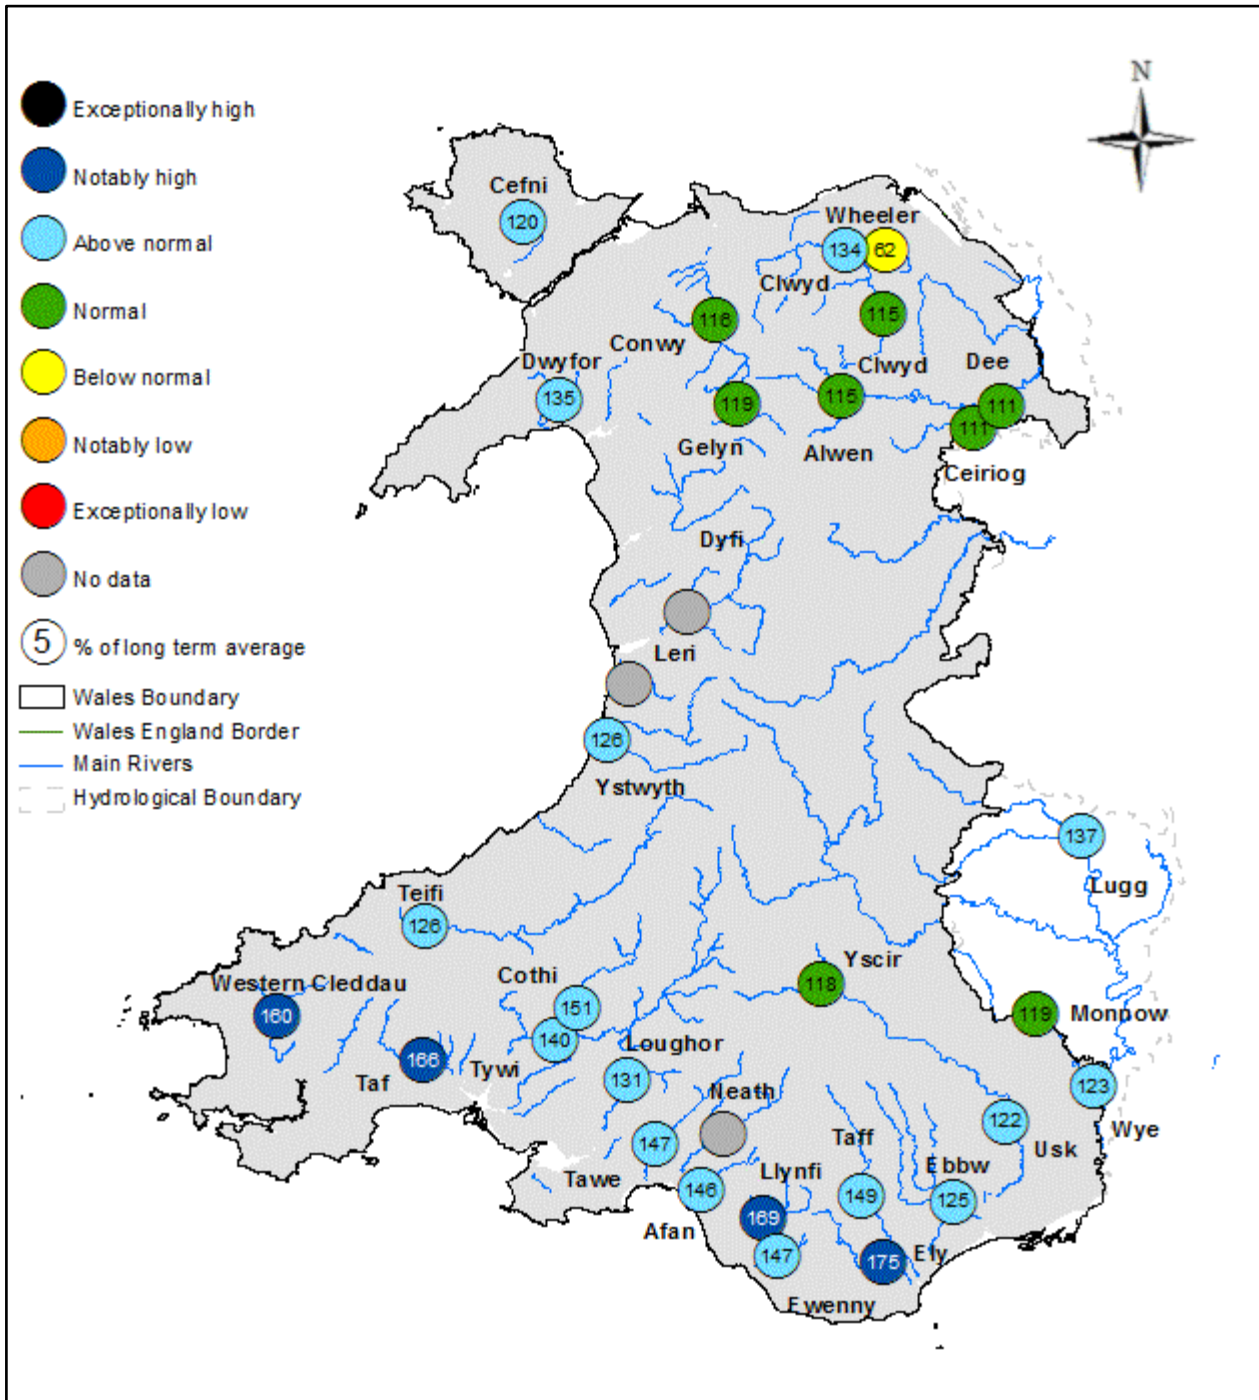 N
Exceptionally high
Notably high
Above normal
Normal
Below normal
Notably low
Exceptionally low
No data
5 % of long term average
Wales Boundary
Wales England Border
Main Rivers
Hydrological Boundary
Cefni
120
Wheeler
134 62
Clwyd
116 115
Conwy
Clwyd Dee
Dwyfor
135 119 115 111
111
Gelyn Alwen
Ceiriog
Dyfi
Leri
126
Ystwyth
137
Lugg
Teifi
126
Western Cleddau Cothi Yscir
118
160 151 119 Monnow
140 Loughor
166 Tywi
Taf 131 123
Neath
122 Wye
147 Taff Usk
Llynfi Ebbw
Tawe 146 149 125
Afan 169
147 175 Ely
Ewenny